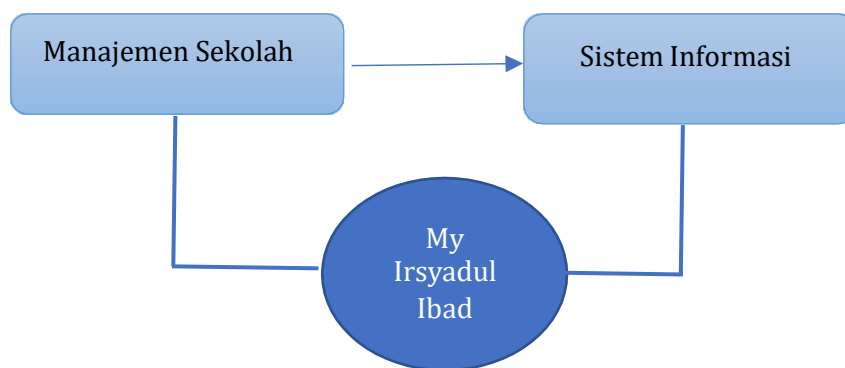 Manajemen Sekolah
Sistem Informasi
My
Irsyadul
Ibad